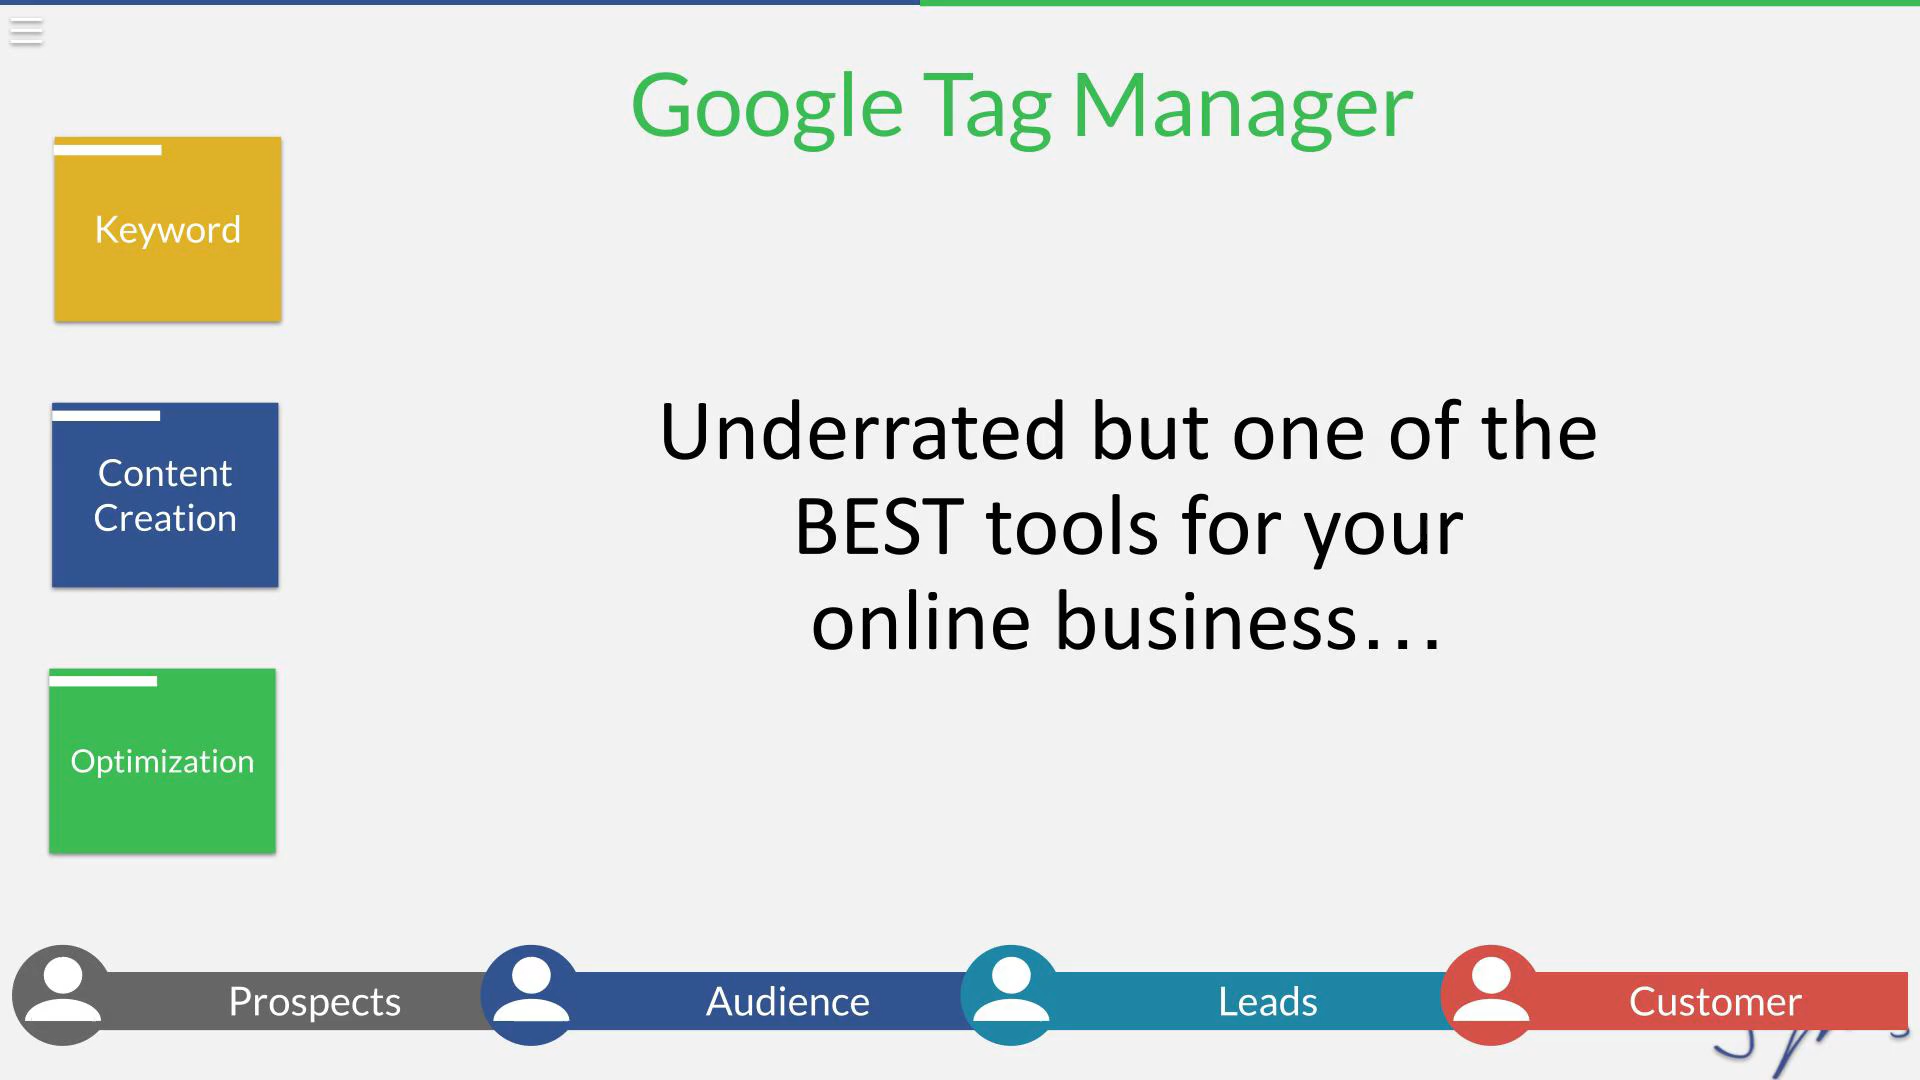 Google Tag Manager
Keyword
Content
Creation
Optimization
Underrated but one of the
BEST tools for your
online business...
Prospects
Audience
Leads
Customer